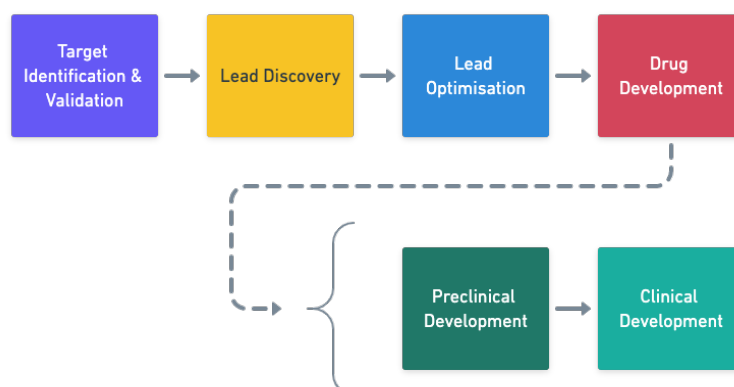 Target
Identification &
Validation
Lead Discovery
Lead
Optimisation
Drug
Development
Preclinical
Development
Clinical
Development